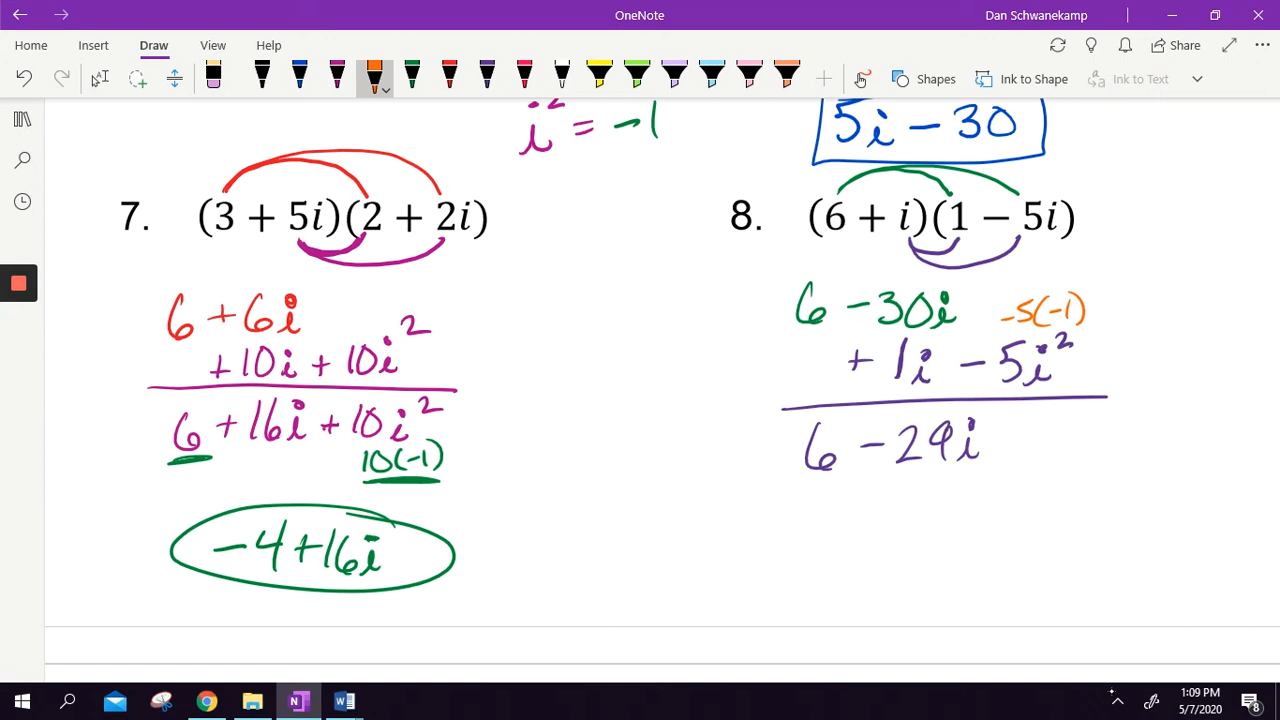 OneNote
Dan Schwanekamp
Home Insert Draw View Help
Share
Shapes Ink to Shape Ink to Text
i² = -1
5i - 30
7. (3 + 5i)(2 + 2i)
6 + 6i
+10i + 10i²
6 + 16i + 10i²
10(-1)
-4 + 16i
8. (6 + i)(1 − 5i)
6 - 30i -5(-1)
+ 1i - 5i²
6 - 29i
1:09 PM
5/7/2020
8